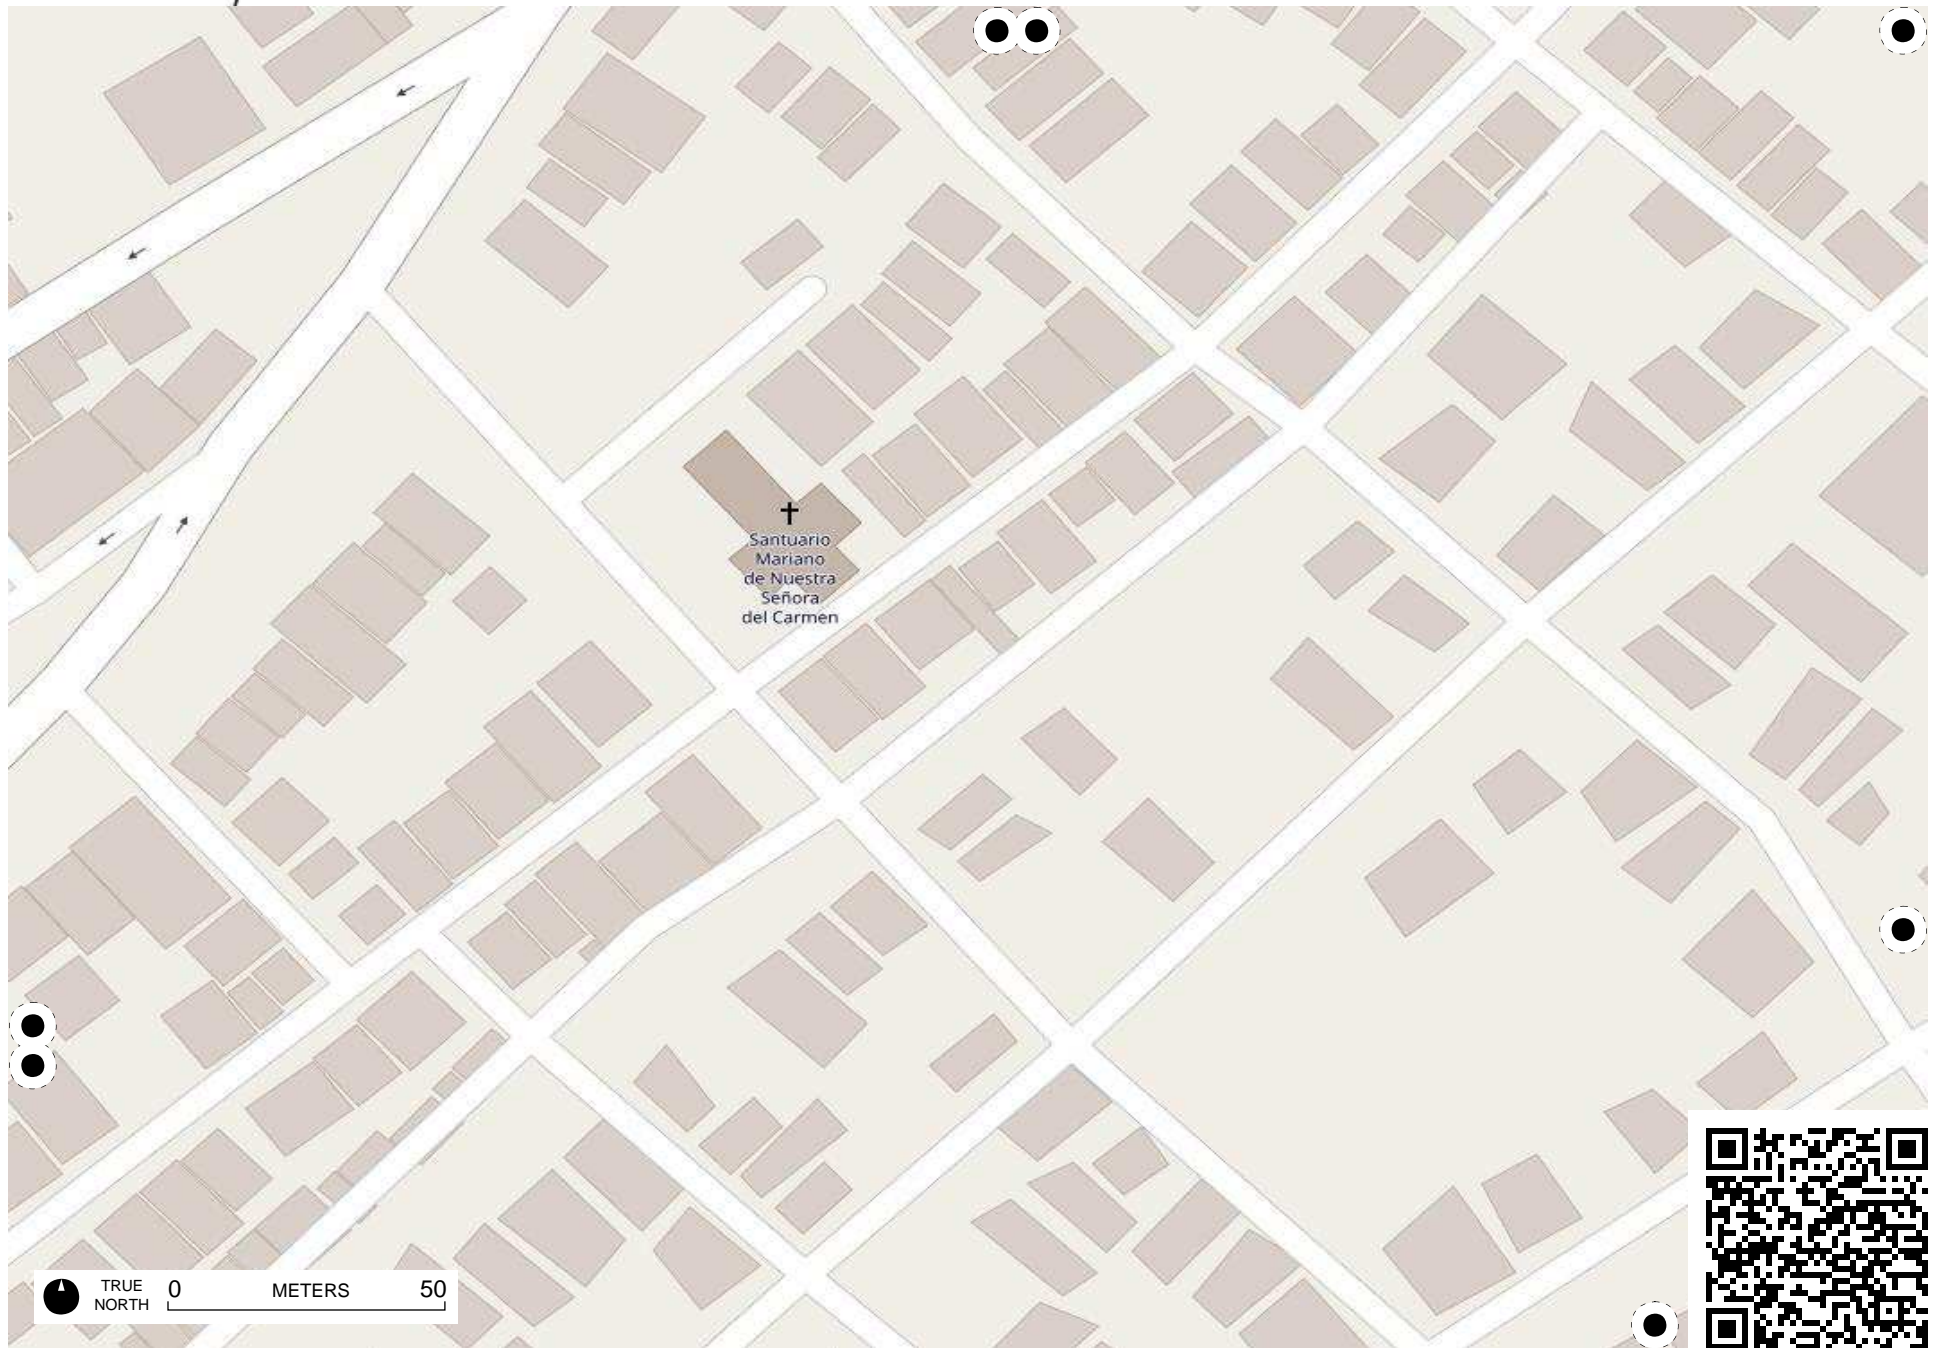 Santuario
Mariano
de Nuestra
Señora
del Carmen
TRUE
NORTH
0 METERS 50